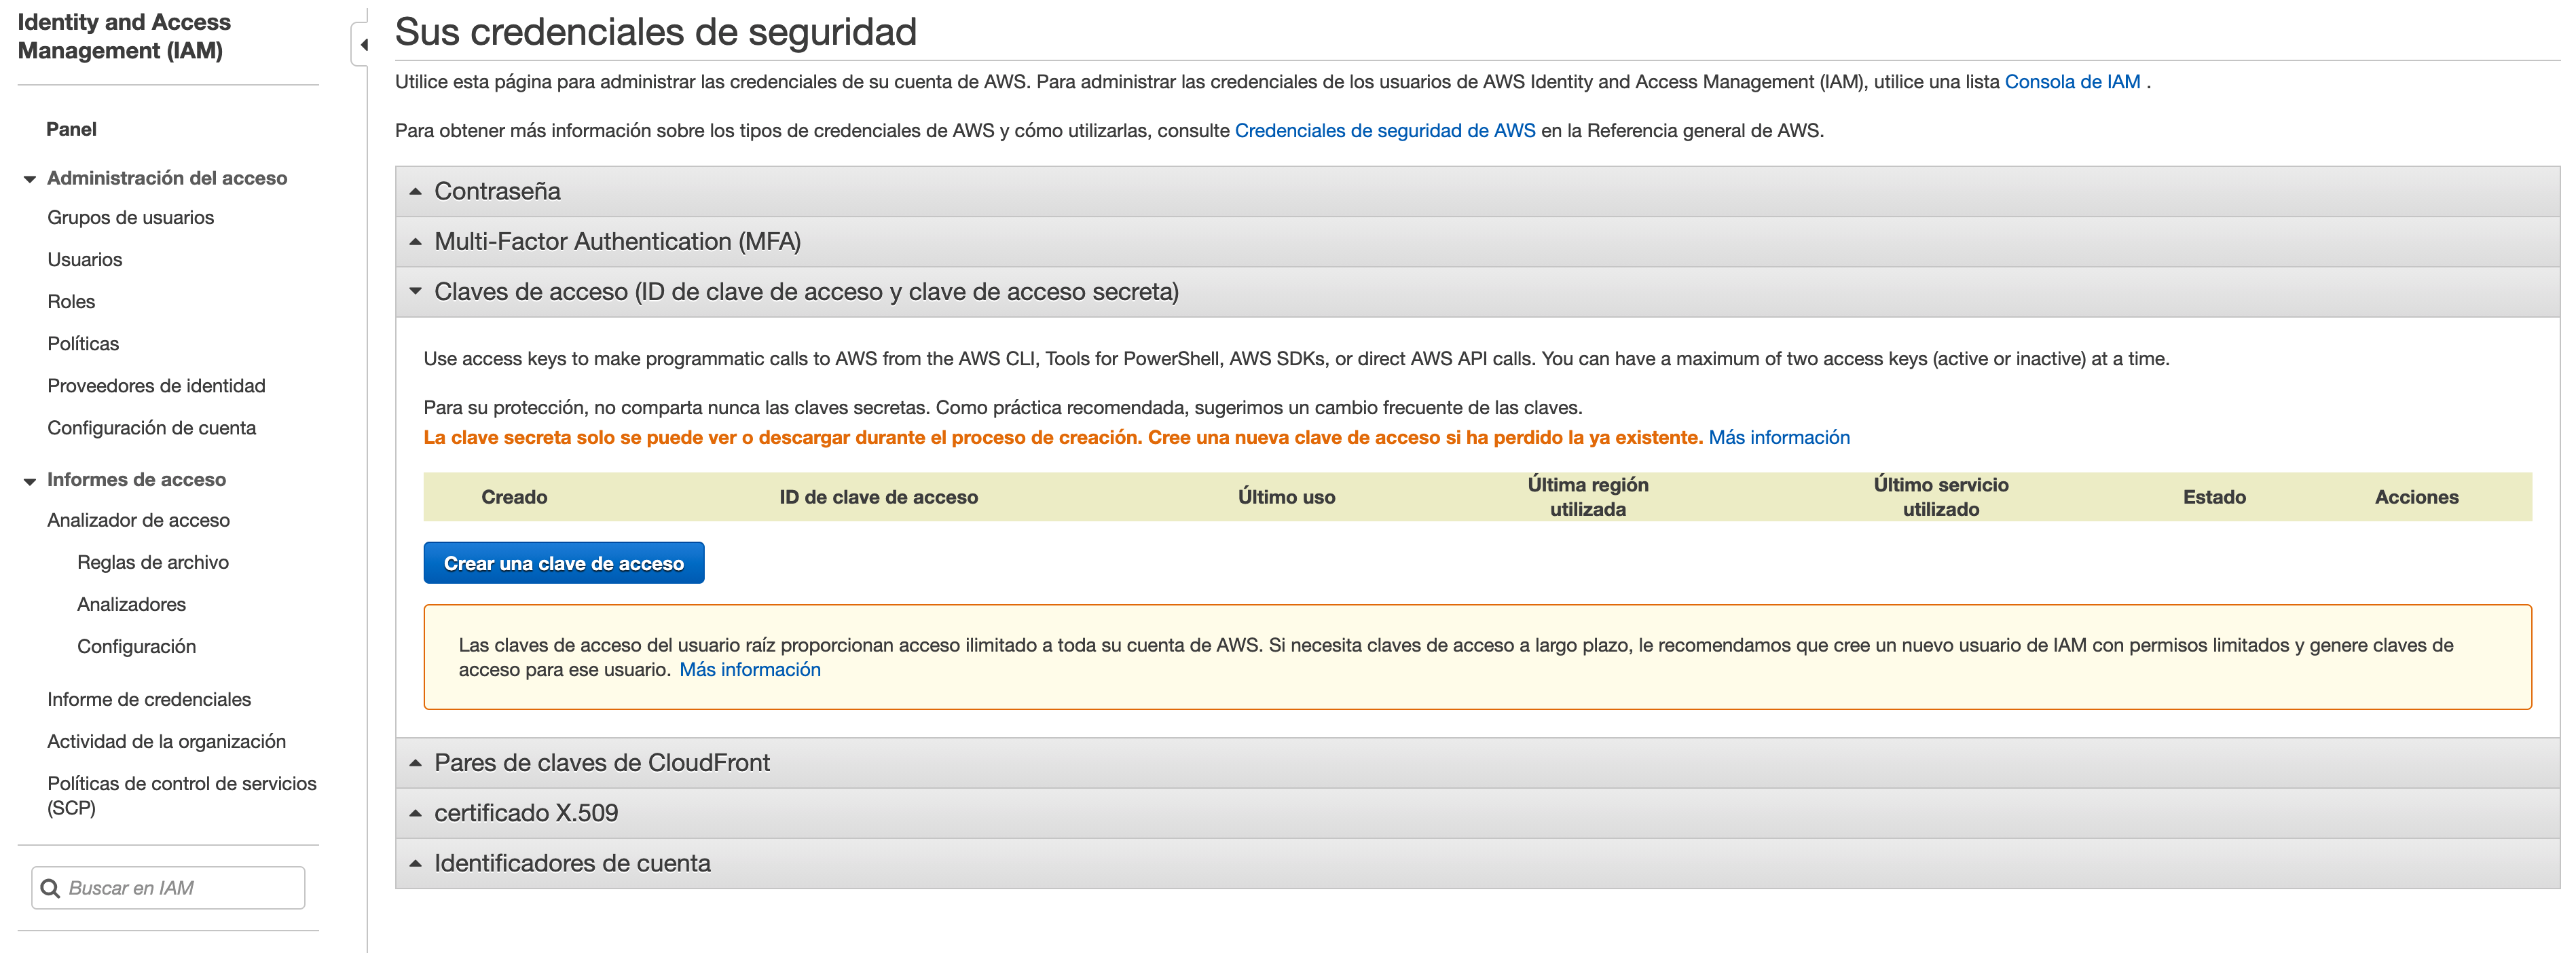 Identity and Access
Management (IAM)
Panel
Administración del acceso
Grupos de usuarios
Usuarios
Roles
Políticas
Proveedores de identidad
Configuración de cuenta
Informes de acceso
Analizador de acceso
Reglas de archivo
Analizadores
Configuración
Informe de credenciales
Actividad de la organización
Políticas de control de servicios
(SCP)
Buscar en IAM
Sus credenciales de seguridad
Utilice esta página para administrar las credenciales de su cuenta de AWS. Para administrar las credenciales de los usuarios de AWS Identity and Access Management (IAM), utilice una lista Consola de IAM .
Para obtener más información sobre los tipos de credenciales de AWS y cómo utilizarlas, consulte Credenciales de seguridad de AWS en la Referencia general de AWS.
Contraseña
Multi-Factor Authentication (MFA)
Claves de acceso (ID de clave de acceso y clave de acceso secreta)
Use access keys to make programmatic calls to AWS from the AWS CLI, Tools for PowerShell, AWS SDKs, or direct AWS API calls. You can have a maximum of two access keys (active or inactive) at a time.
Para su protección, no comparta nunca las claves secretas. Como práctica recomendada, sugerimos un cambio frecuente de las claves.
La clave secreta solo se puede ver o descargar durante el proceso de creación. Cree una nueva clave de acceso si ha perdido la ya existente. Más información
Creado ID de clave de acceso Último uso Última región utilizada Último servicio utilizado Estado Acciones
Crear una clave de acceso
Las claves de acceso del usuario raíz proporcionan acceso ilimitado a toda su cuenta de AWS. Si necesita claves de acceso a largo plazo, le recomendamos que cree un nuevo usuario de IAM con permisos limitados y genere claves de
acceso para ese usuario. Más información
Pares de claves de CloudFront
certificado X.509
Identificadores de cuenta